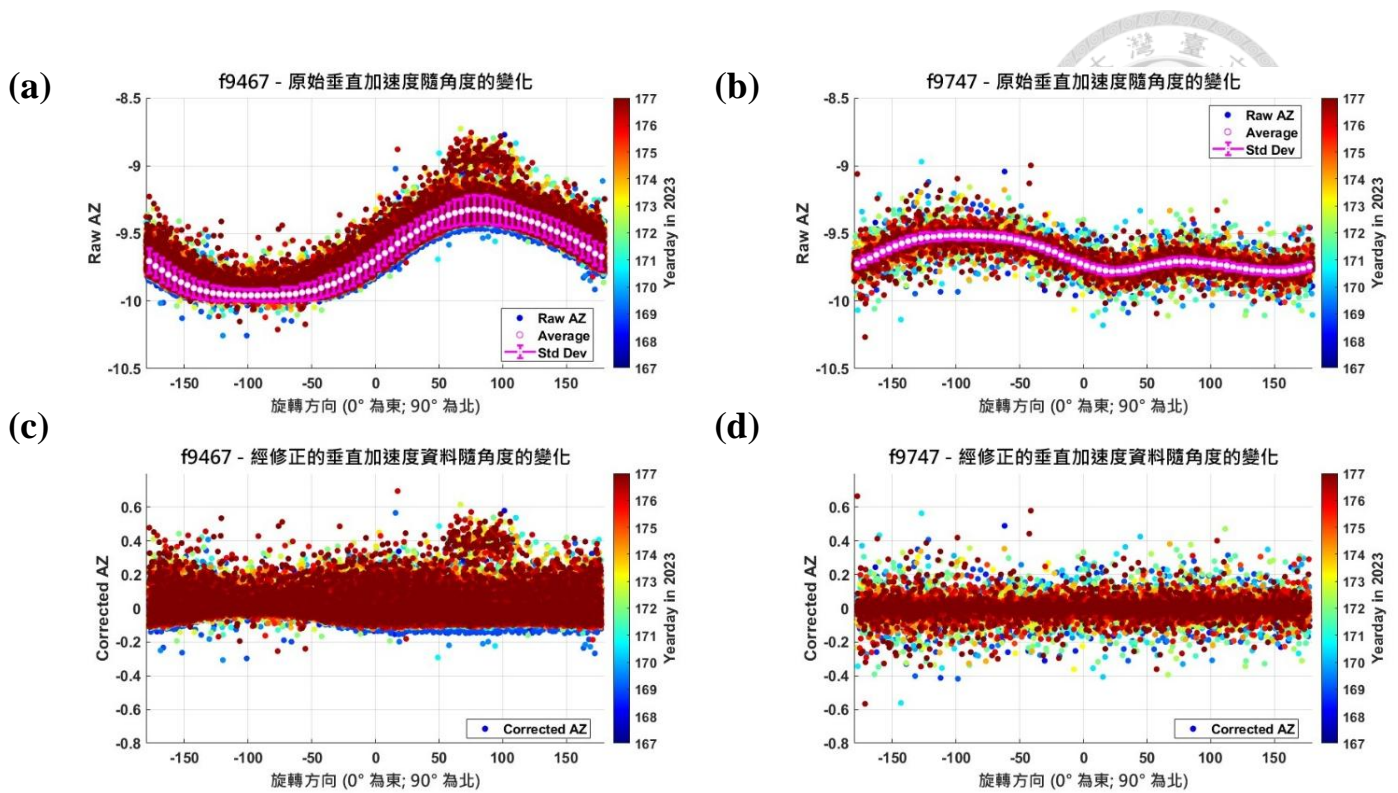 灣 臺
(a)
f9467 - 原始垂直加速度隨角度的變化
-8.5
-9
-9.5
-10
-10.5
Raw AZ
-150 -100 -50 0 50 100 150
旋轉方向 (0° 為東; 90° 為北)
Raw AZ
Average
Std Dev
177
176
175
174
173
172
171
170
169
168
167
Yearday in 2023
(b)
f9747 - 原始垂直加速度隨角度的變化
-8.5
-9
-9.5
-10
-10.5
Raw AZ
-150 -100 -50 0 50 100 150
旋轉方向 (0° 為東; 90° 為北)
Raw AZ
Average
Std Dev
177
176
175
174
173
172
171
170
169
168
167
Yearday in 2023
(c)
f9467 - 經修正的垂直加速度資料隨角度的變化
0.6
0.4
0.2
0
-0.2
-0.4
-0.6
-0.8
Corrected AZ
-150 -100 -50 0 50 100 150
旋轉方向 (0° 為東; 90° 為北)
Corrected AZ
177
176
175
174
173
172
171
170
169
168
167
Yearday in 2023
(d)
f9747 - 經修正的垂直加速度資料隨角度的變化
0.6
0.4
0.2
0
-0.2
-0.4
-0.6
-0.8
Corrected AZ
-150 -100 -50 0 50 100 150
旋轉方向 (0° 為東; 90° 為北)
Corrected AZ
177
176
175
174
173
172
171
170
169
168
167
Yearday in 2023